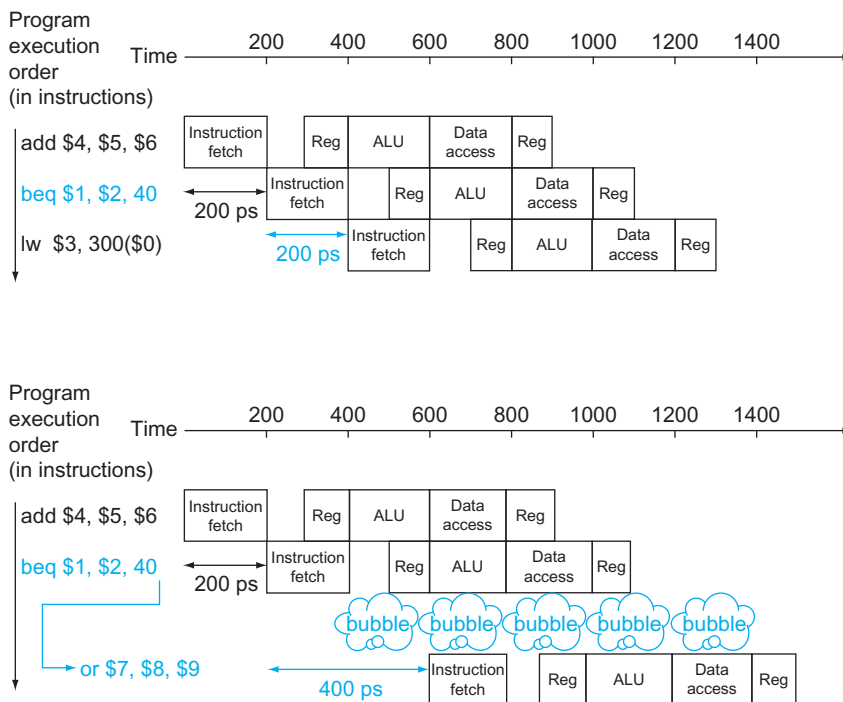 Program
execution
order
(in instructions)
Time
200 400 600 800 1000 1200 1400
add $4, $5, $6
Instruction
fetch
Reg
ALU
Data
access
Reg
beq $1, $2, 40
200 ps
Instruction
fetch
Reg
ALU
Data
access
Reg
lw $3, 300($0)
200 ps
Instruction
fetch
Reg
ALU
Data
access
Reg
Program
execution
order
(in instructions)
Time
200 400 600 800 1000 1200 1400
add $4, $5, $6
Instruction
fetch
Reg
ALU
Data
access
Reg
beq $1, $2, 40
200 ps
Instruction
fetch
Reg
ALU
Data
access
Reg
bubble bubble bubble bubble bubble
or $7, $8, $9
400 ps
Instruction
fetch
Reg
ALU
Data
access
Reg